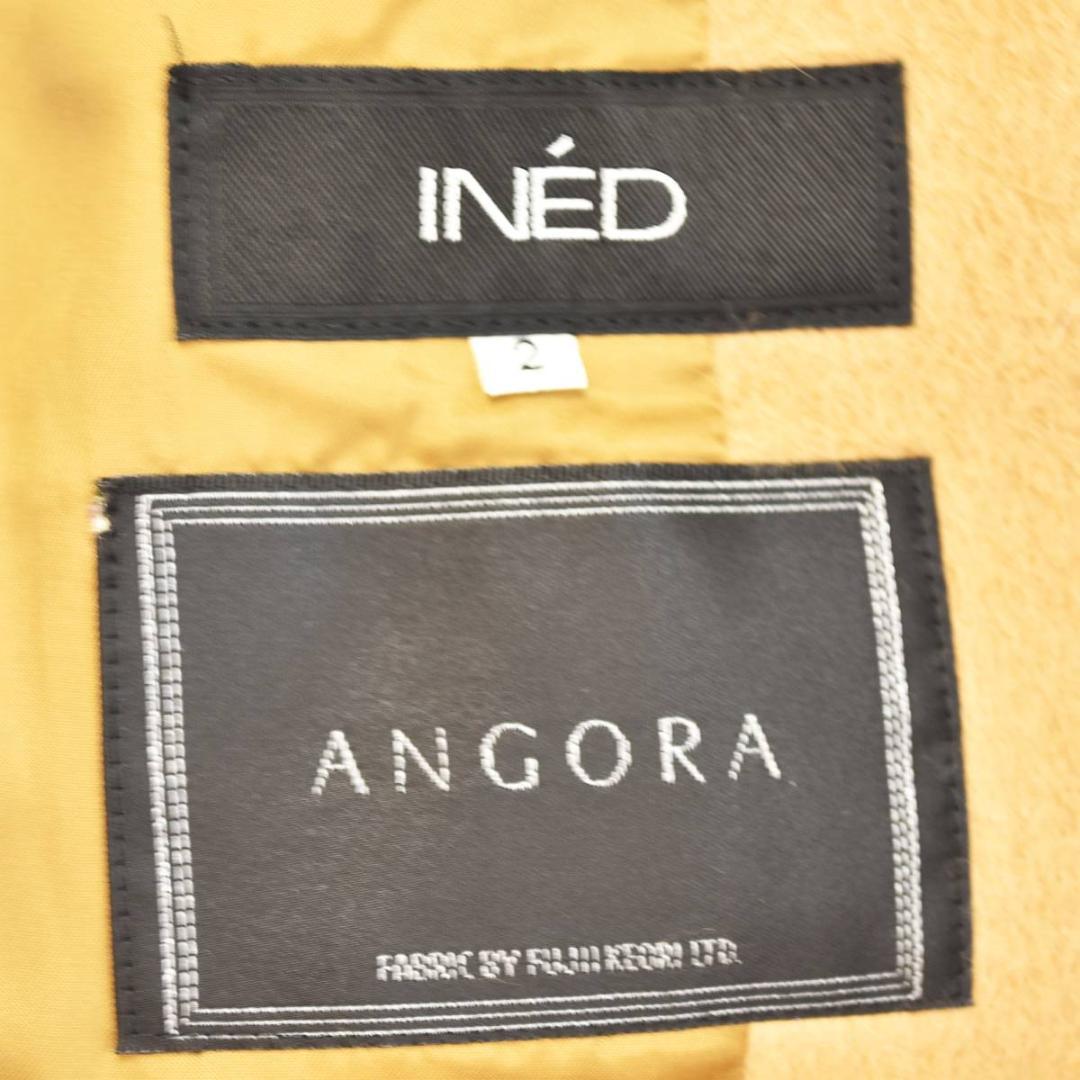 INÉD
2
ANGORA
FABRIC BY FUJII KEORI LTD.